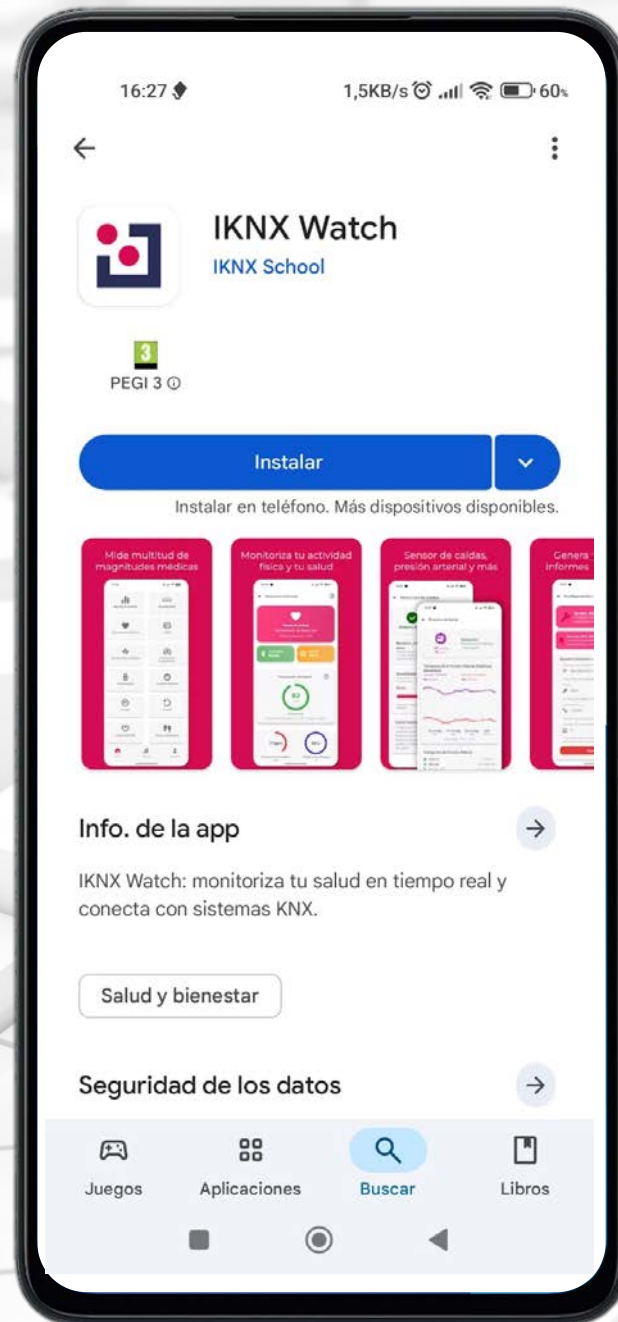 16:27 1,5KB/s 60%
IKNX Watch
IKNX School
3
PEGI 3
Instalar
Instalar en teléfono. Más dispositivos disponibles.
Mide multitud de
magnitudes médicas
Monitoriza tu actividad
física y tu salud
Sensor de caídas,
presión arterial y más
Genera
informes
Info. de la app
IKNX Watch: monitoriza tu salud en tiempo real y
conecta con sistemas KNX.
Salud y bienestar
Seguridad de los datos
Juegos Aplicaciones Buscar Libros